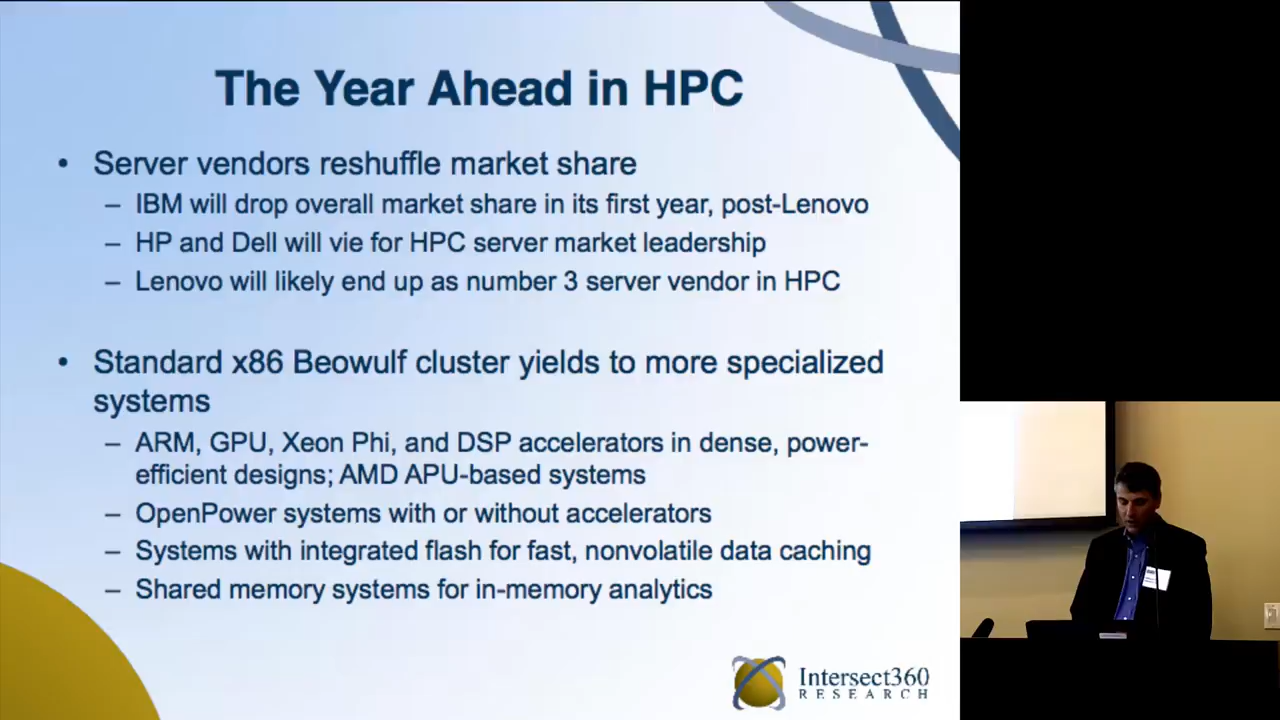 The Year Ahead in HPC
• Server vendors reshuffle market share
– IBM will drop overall market share in its first year, post-Lenovo
– HP and Dell will vie for HPC server market leadership
– Lenovo will likely end up as number 3 server vendor in HPC
• Standard x86 Beowulf cluster yields to more specialized
systems
– ARM, GPU, Xeon Phi, and DSP accelerators in dense, power-
efficient designs; AMD APU-based systems
– OpenPower systems with or without accelerators
– Systems with integrated flash for fast, nonvolatile data caching
– Shared memory systems for in-memory analytics
Intersect360
RESEARCH